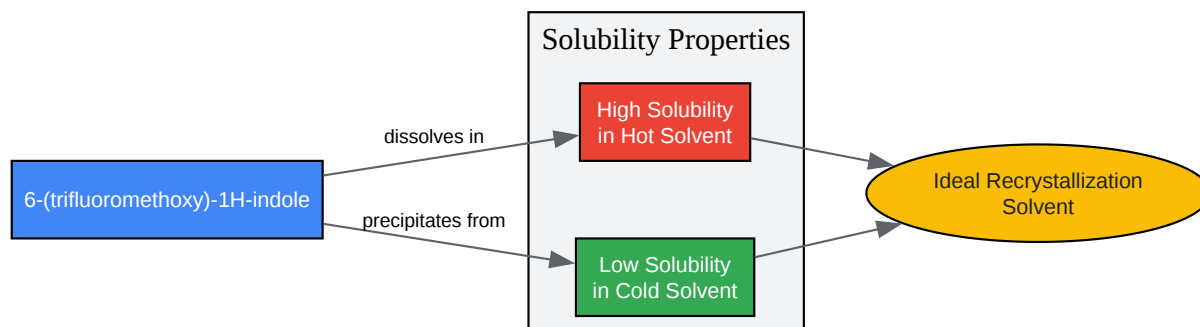 Solubility Properties
High Solubility
in Hot Solvent
dissolves in
6-(trifluoromethoxy)-1H-indole
Ideal Recrystallization
Solvent
precipitates from
Low Solubility
in Cold Solvent